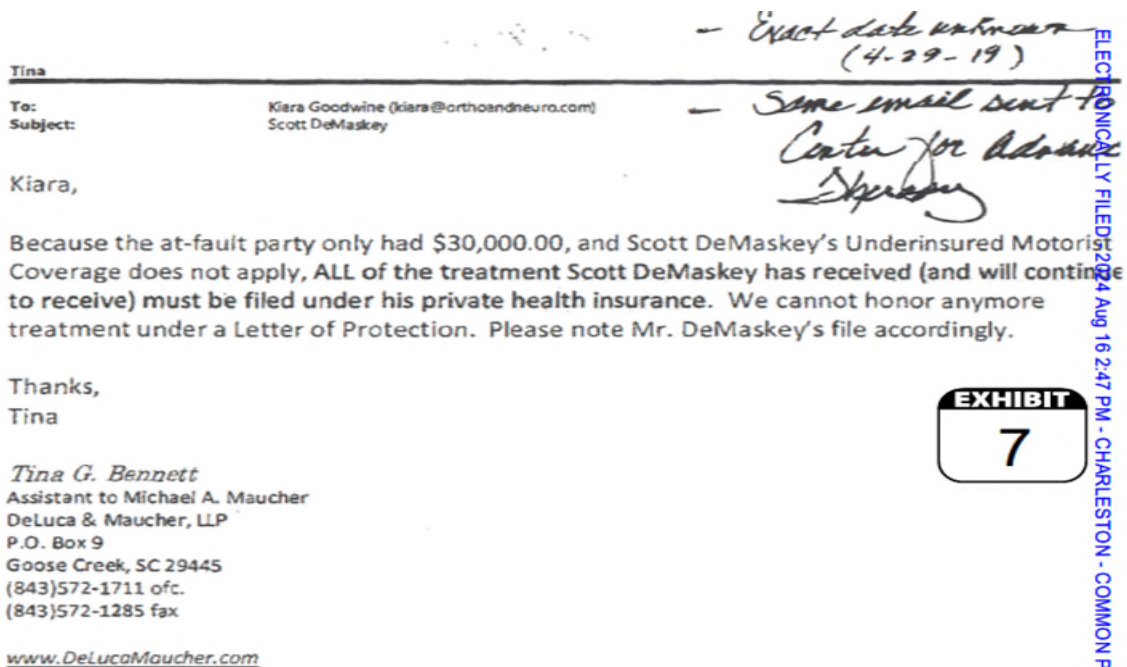 - Exact date unknown
(4-29-19)
Tina
To: Kiara Goodwine (kiara@orthoandneuro.com)
Subject: Scott DeMaskey
- Same email sent to
Center for Advance
Therapy
Kiara,
Because the at-fault party only had $30,000.00, and Scott DeMaskey's Underinsured Motorist
Coverage does not apply, ALL of the treatment Scott DeMaskey has received (and will continue
to receive) must be filed under his private health insurance. We cannot honor anymore
treatment under a Letter of Protection. Please note Mr. DeMaskey's file accordingly.
Thanks,
Tina
EXHIBIT
7
Tina G. Bennett
Assistant to Michael A. Maucher
DeLuca & Maucher, LLP
P.O. Box 9
Goose Creek, SC 29445
(843)572-1711 ofc.
(843)572-1285 fax
www.DeLucaMaucher.com
ELECTRONICALLY FILED - 2024 Aug 16 2:47 PM - CHARLESTON - COMMON P